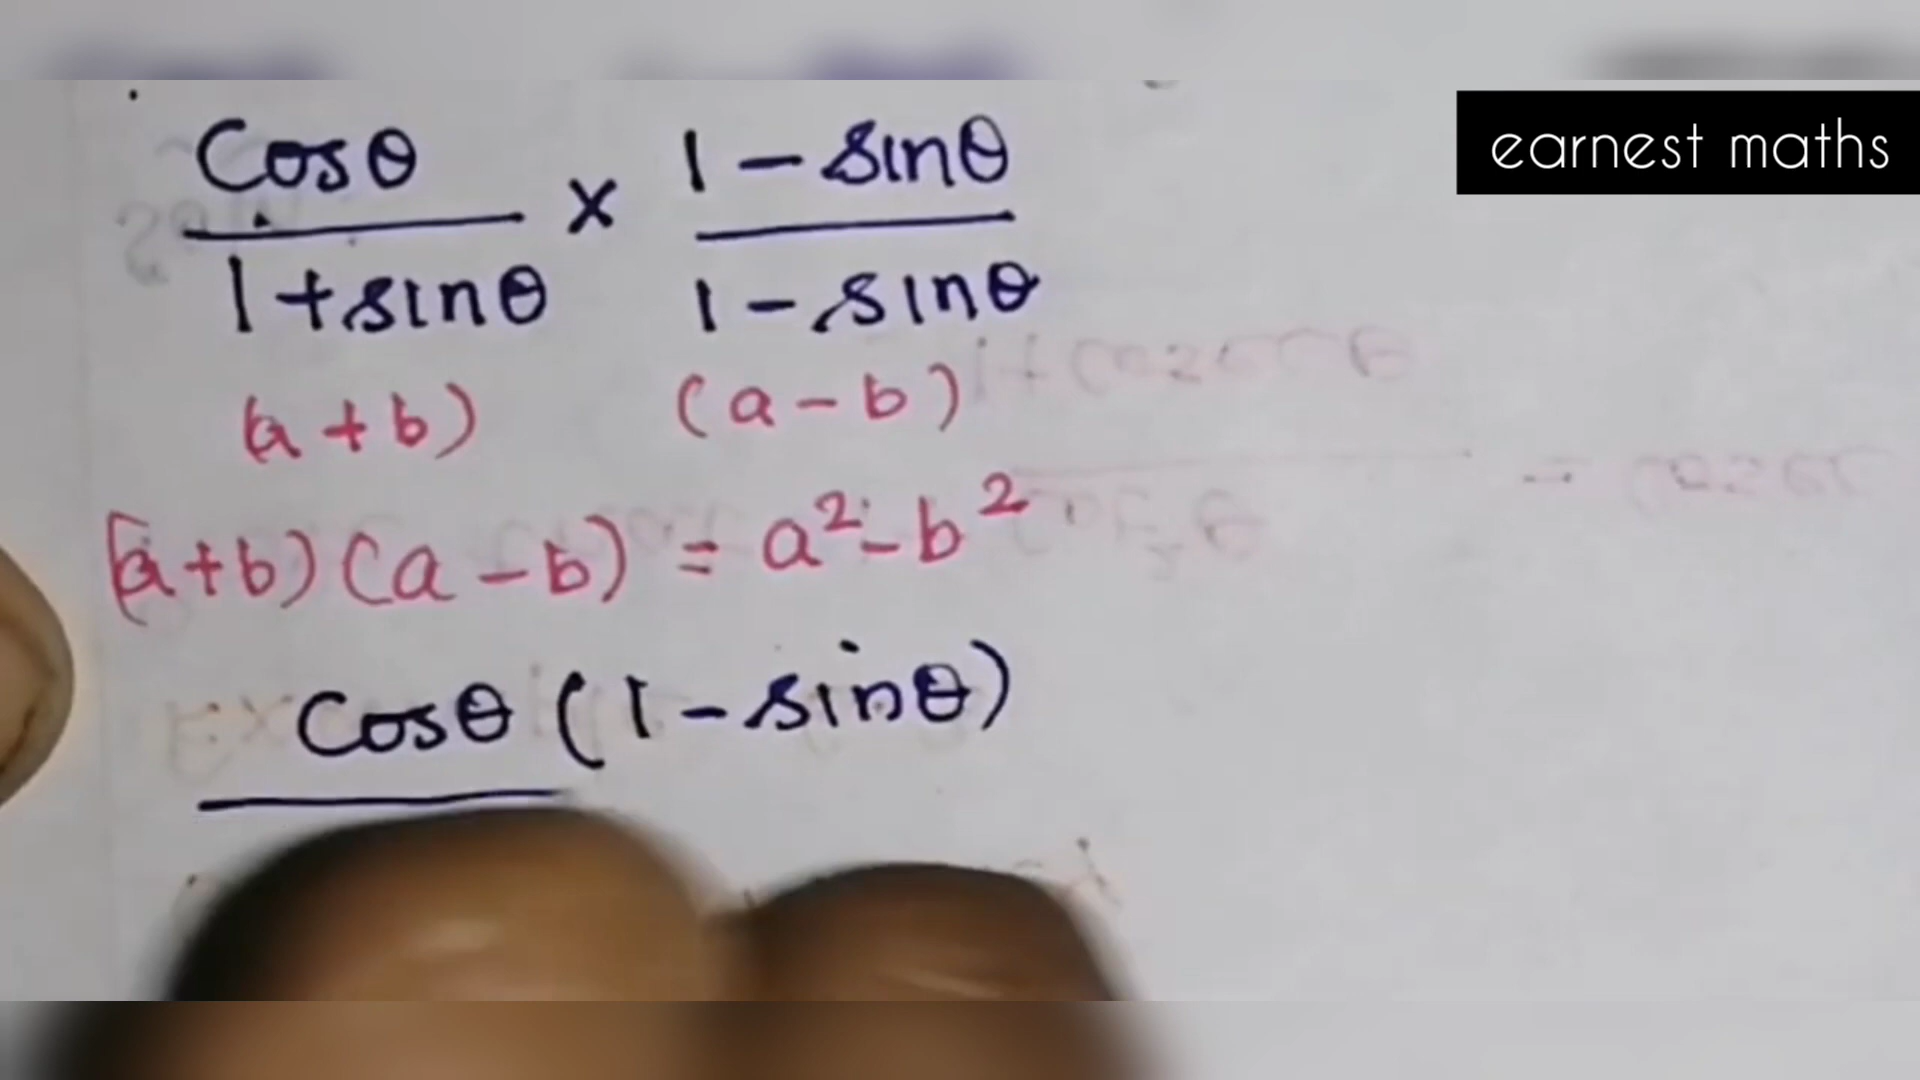 earnest maths
cosθ / 1+sinθ × 1-sinθ / 1-sinθ
(a+b) (a-b)
(a+b)(a-b) = a²-b²
cosθ (1-sinθ)